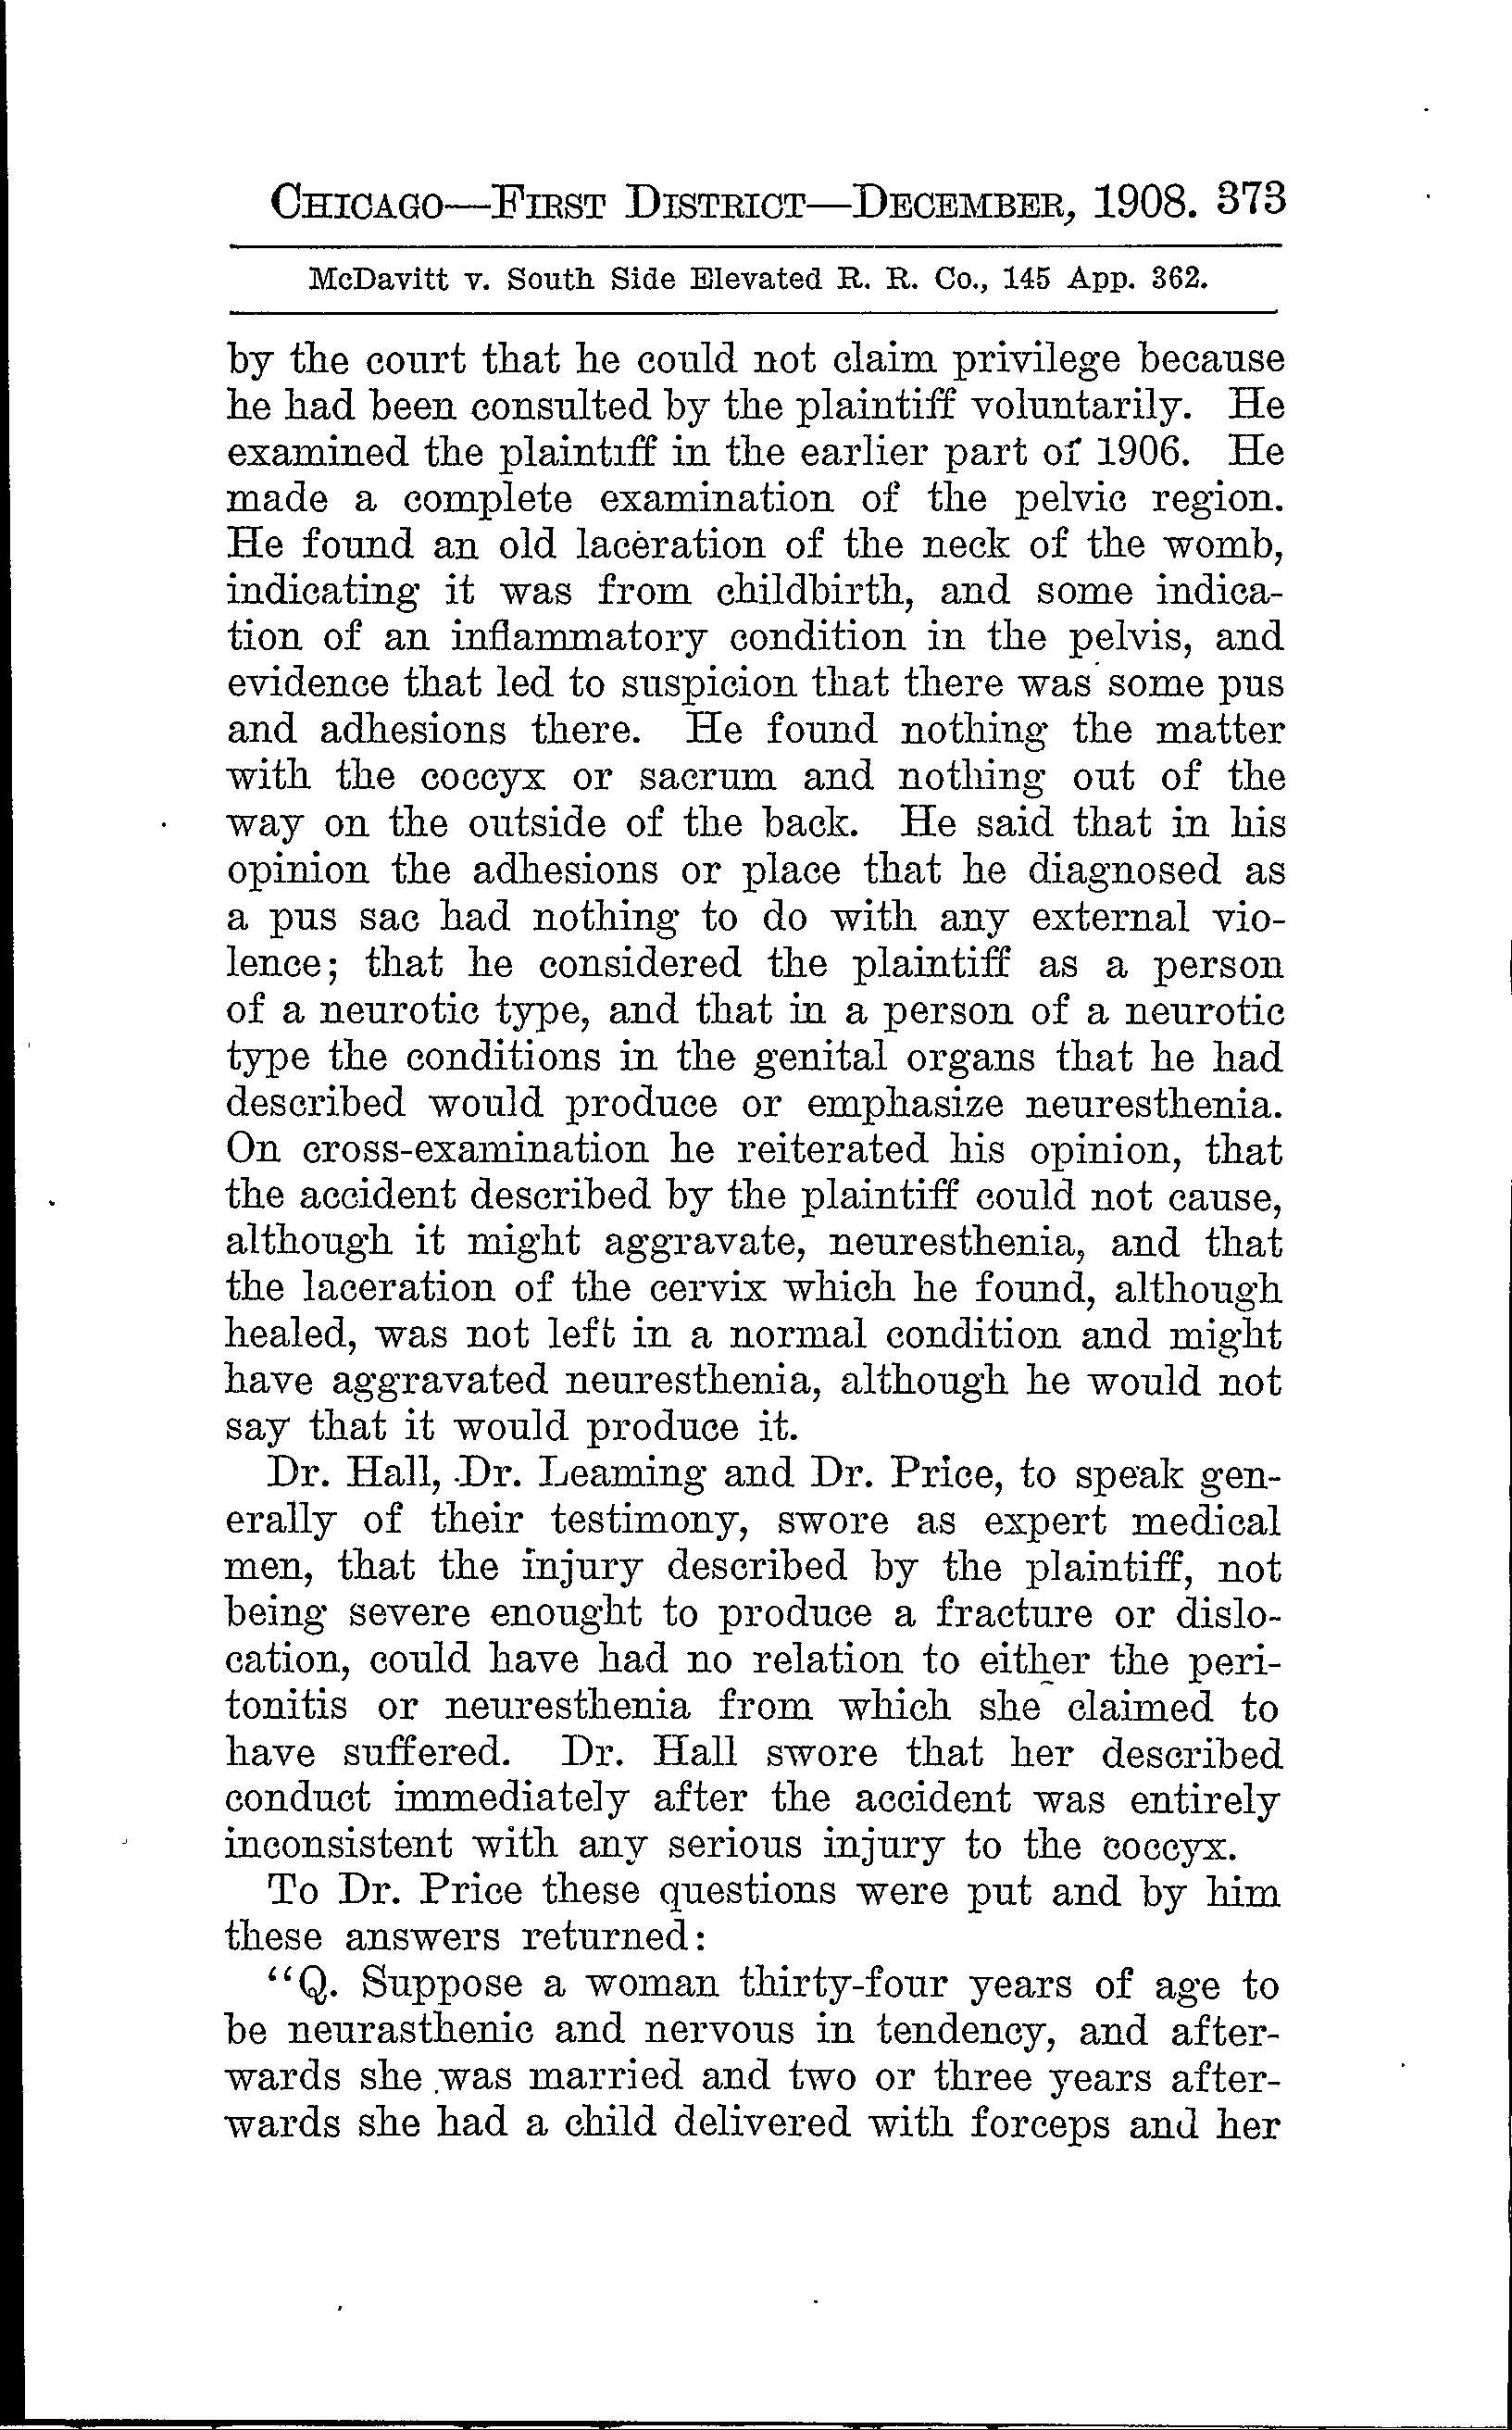 CHICAGO—FIRST DISTRICT—DECEMBER, 1908. 373
McDavitt v. South Side Elevated R. R. Co., 145 App. 362.
by the court that he could not claim privilege because
he had been consulted by the plaintiff voluntarily. He
examined the plaintiff in the earlier part of 1906. He
made a complete examination of the pelvic region.
He found an old laceration of the neck of the womb,
indicating it was from childbirth, and some indica-
tion of an inflammatory condition in the pelvis, and
evidence that led to suspicion that there was some pus
and adhesions there. He found nothing the matter
with the coccyx or sacrum and nothing out of the
way on the outside of the back. He said that in his
opinion the adhesions or place that he diagnosed as
a pus sac had nothing to do with any external vio-
lence; that he considered the plaintiff as a person
of a neurotic type, and that in a person of a neurotic
type the conditions in the genital organs that he had
described would produce or emphasize neuresthenia.
On cross-examination he reiterated his opinion, that
the accident described by the plaintiff could not cause,
although it might aggravate, neuresthenia, and that
the laceration of the cervix which he found, although
healed, was not left in a normal condition and might
have aggravated neuresthenia, although he would not
say that it would produce it.
Dr. Hall, Dr. Leaming and Dr. Price, to speak gen-
erally of their testimony, swore as expert medical
men, that the injury described by the plaintiff, not
being severe enought to produce a fracture or dislo-
cation, could have had no relation to either the peri-
tonitis or neuresthenia from which she claimed to
have suffered. Dr. Hall swore that her described
conduct immediately after the accident was entirely
inconsistent with any serious injury to the coccyx.
To Dr. Price these questions were put and by him
these answers returned:
"Q. Suppose a woman thirty-four years of age to
be neurasthenic and nervous in tendency, and after-
wards she was married and two or three years after-
wards she had a child delivered with forceps and her